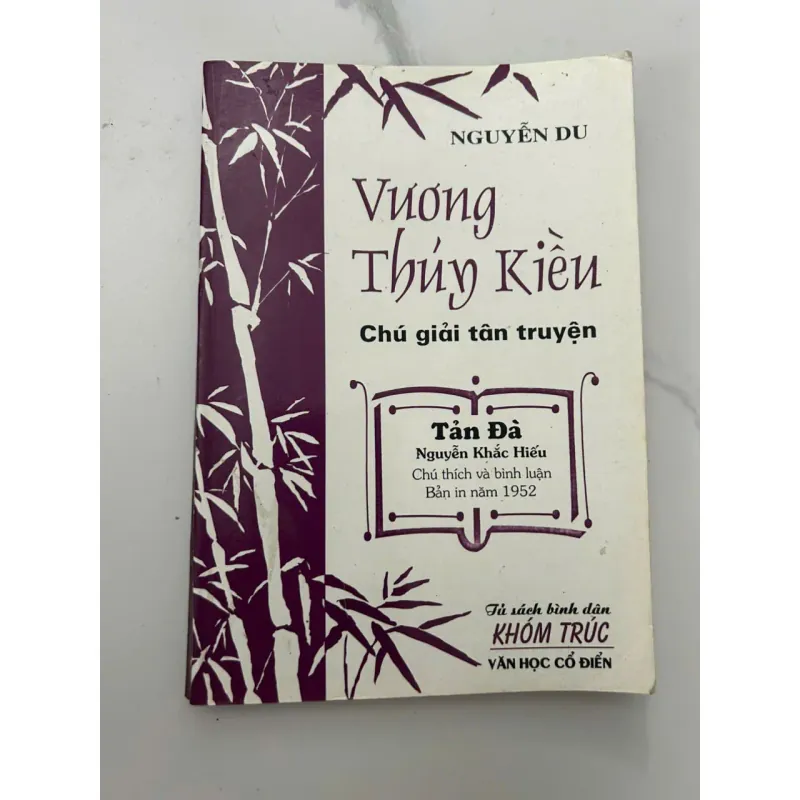 NGUYỄN DU
Vương
Thúy Kiều
Chú giải tân truyện
Tản Đà
Nguyễn Khắc Hiếu
Chú thích và bình luận
Bản in năm 1952
Tủ sách bình dân
KHÓM TRÚC
VĂN HỌC CỔ ĐIỂN